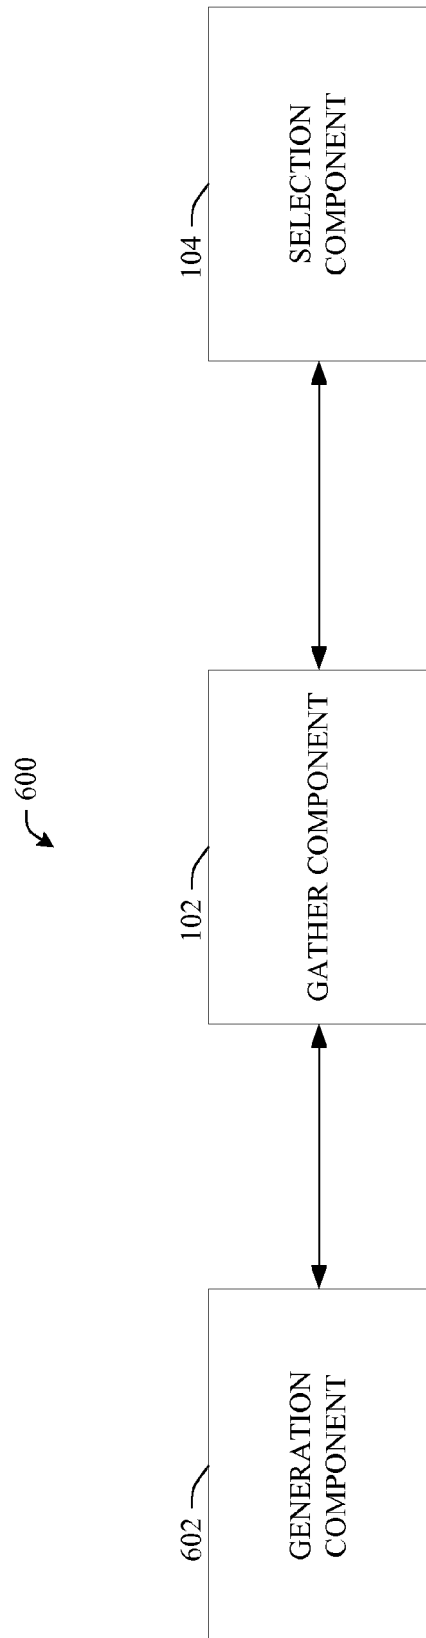 600
602
GENERATION
COMPONENT
102
GATHER COMPONENT
104
SELECTION
COMPONENT